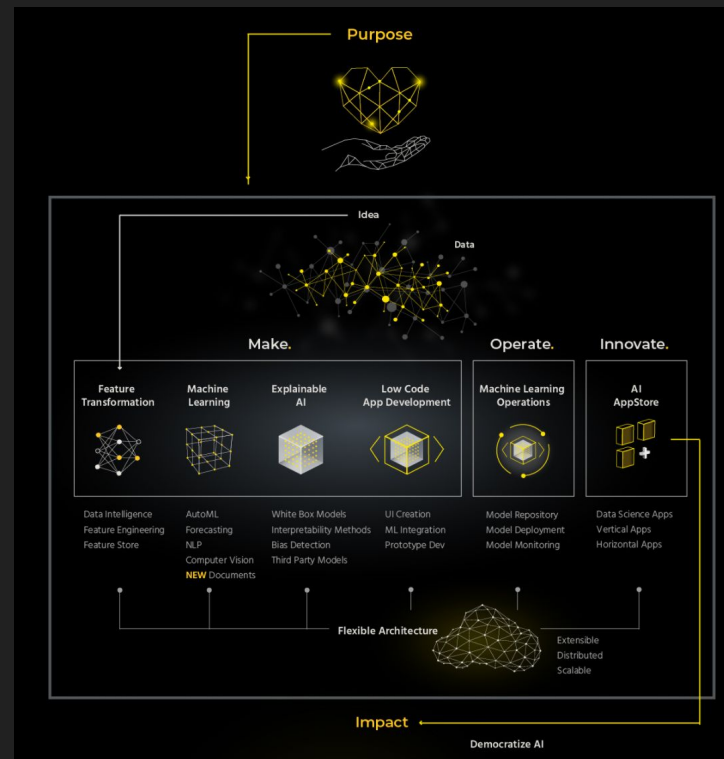 Purpose
Idea
Data
Make.
Operate.
Innovate.
Feature
Transformation
Machine
Learning
Explainable
AI
Low Code
App Development
Machine Learning
Operations
AI
AppStore
Data Intelligence
Feature Engineering
Feature Store
AutoML
Forecasting
NLP
Computer Vision
NEW Documents
White Box Models
Interpretability Methods
Bias Detection
Third Party Models
UI Creation
ML Integration
Prototype Dev
Model Repository
Model Deployment
Model Monitoring
Data Science Apps
Vertical Apps
Horizontal Apps
Flexible Architecture
Extensible
Distributed
Scalable
Impact
Democratize AI